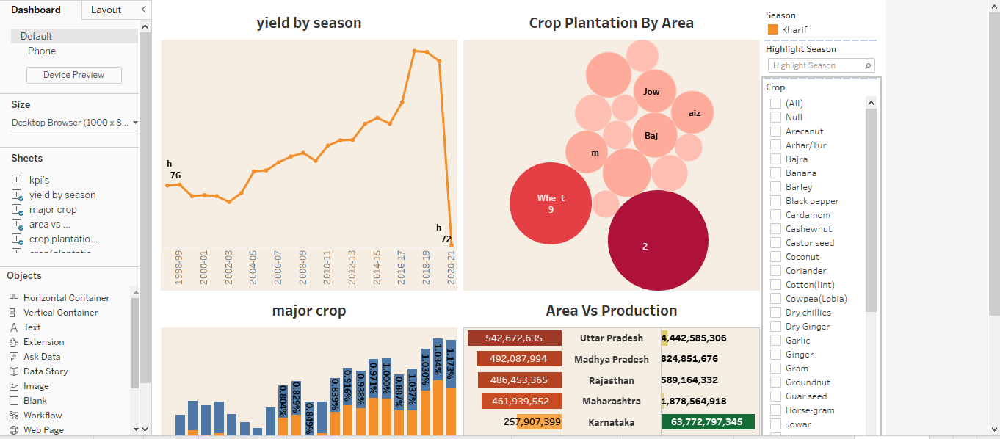 Dashboard
Layout
Default
Phone
Device Preview
Size
Desktop Browser (1000 x 8...
Sheets
kpi's
yield by season
major crop
area vs ...
crop plantatio...
Objects
Horizontal Container
Vertical Container
Text
Extension
Ask Data
Data Story
Image
Blank
Workflow
Web Page
yield by season
h
76
h
72
1998-99
2000-01
2002-03
2004-05
2006-07
2008-09
2010-11
2012-13
2014-15
2016-17
2018-19
2020-21
Crop Plantation By Area
Jow
aiz
Baj
m
Whe t
9
2
major crop
0.804%
0.829%
0.849%
0.839%
0.916%
0.938%
0.971%
1.000%
0.887%
1.037%
1.030%
1.034%
1.173%
Area Vs Production
542,672,635 Uttar Pradesh 4,442,585,306
492,087,994 Madhya Pradesh 824,851,676
486,453,365 Rajasthan 589,164,332
461,939,552 Maharashtra 1,878,564,918
257,907,399 Karnataka 63,772,797,345
Season
Kharif
Highlight Season
Highlight Season
Crop
(All)
Null
Arecanut
Arhar/Tur
Bajra
Banana
Barley
Black pepper
Cardamom
Cashewnut
Castor seed
Coconut
Coriander
Cotton(lint)
Cowpea(Lobia)
Dry chillies
Dry Ginger
Garlic
Ginger
Gram
Groundnut
Guar seed
Horse-gram
Jowar